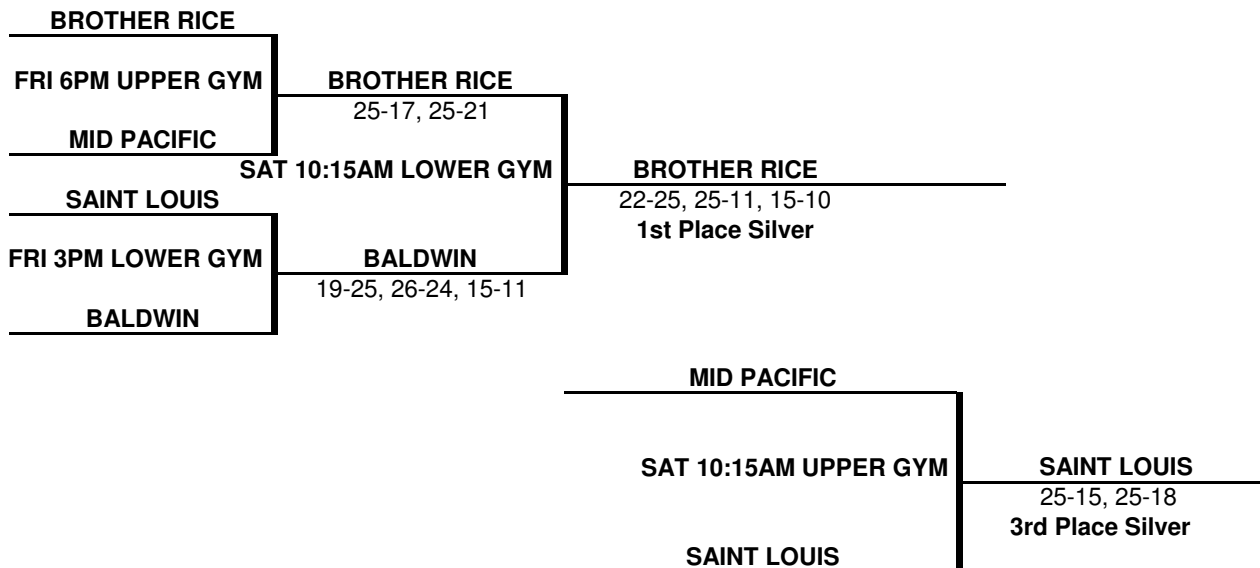 BROTHER RICE
FRI 6PM UPPER GYM
BROTHER RICE
25-17, 25-21
MID PACIFIC
SAT 10:15AM LOWER GYM
BROTHER RICE
22-25, 25-11, 15-10
1st Place Silver
SAINT LOUIS
FRI 3PM LOWER GYM
BALDWIN
19-25, 26-24, 15-11
BALDWIN
MID PACIFIC
SAT 10:15AM UPPER GYM
SAINT LOUIS
25-15, 25-18
3rd Place Silver
SAINT LOUIS